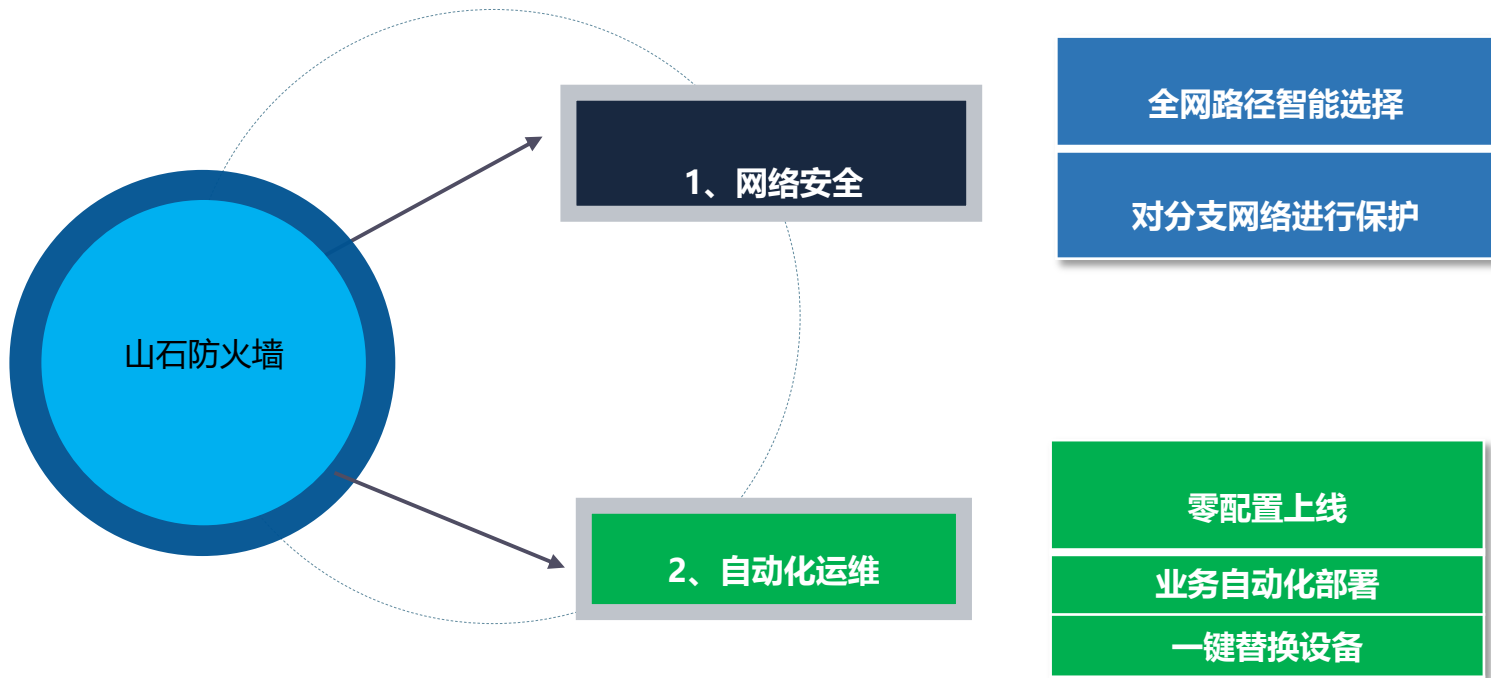 山石防火墙
1、网络安全
全网路径智能选择
对分支网络进行保护
2、自动化运维
零配置上线
业务自动化部署
一键替换设备